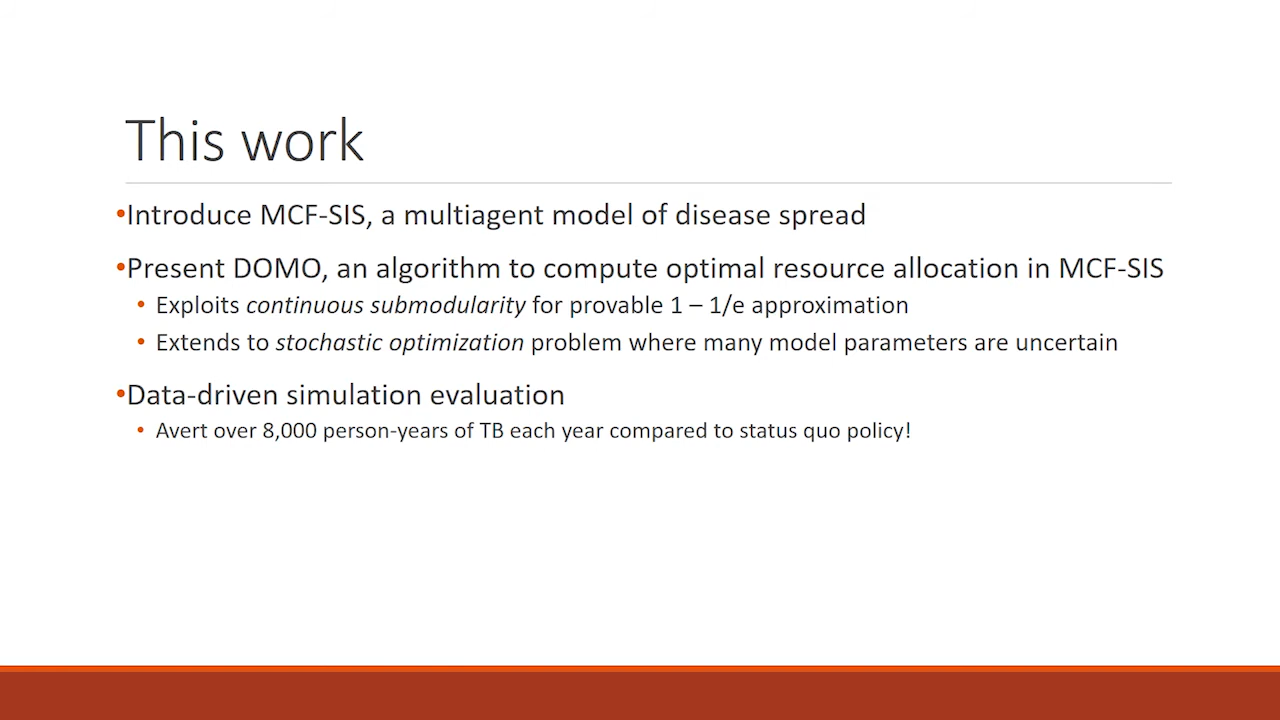 This work
•Introduce MCF-SIS, a multiagent model of disease spread
•Present DOMO, an algorithm to compute optimal resource allocation in MCF-SIS
• Exploits continuous submodularity for provable 1 – 1/e approximation
• Extends to stochastic optimization problem where many model parameters are uncertain
•Data-driven simulation evaluation
• Avert over 8,000 person-years of TB each year compared to status quo policy!